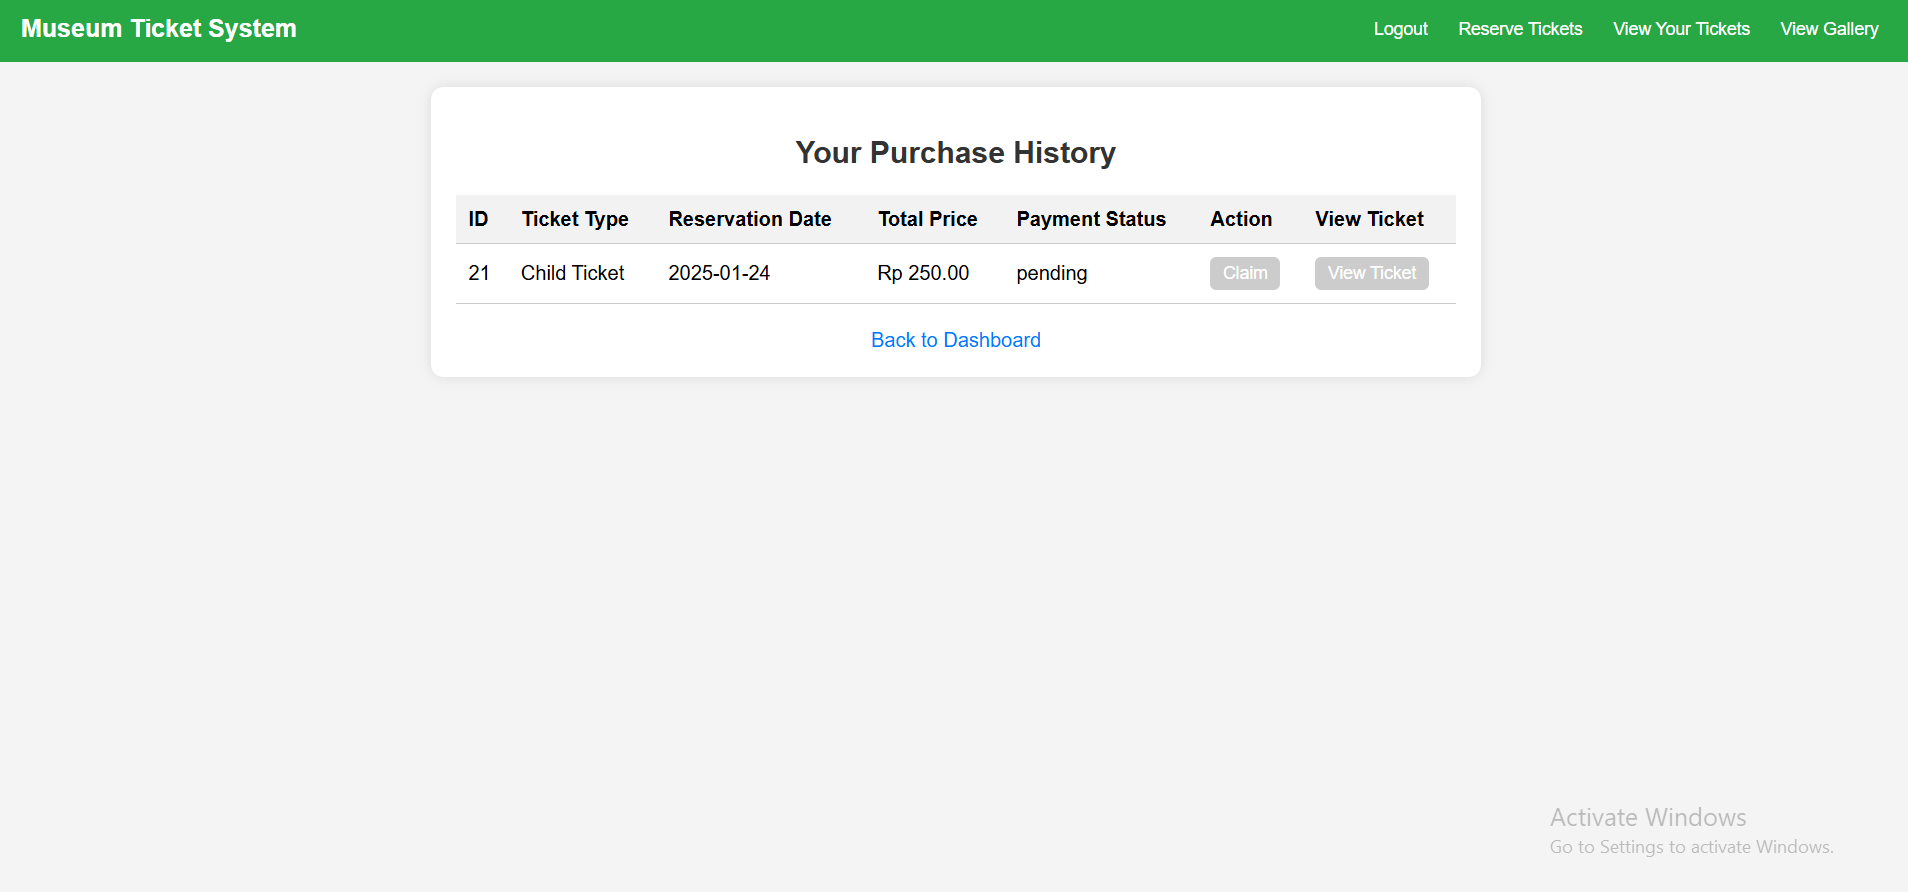 Museum Ticket System
Logout Reserve Tickets View Your Tickets View Gallery
Your Purchase History
ID Ticket Type Reservation Date Total Price Payment Status Action View Ticket
21 Child Ticket 2025-01-24 Rp 250.00 pending Claim View Ticket
Back to Dashboard
Activate Windows
Go to Settings to activate Windows.